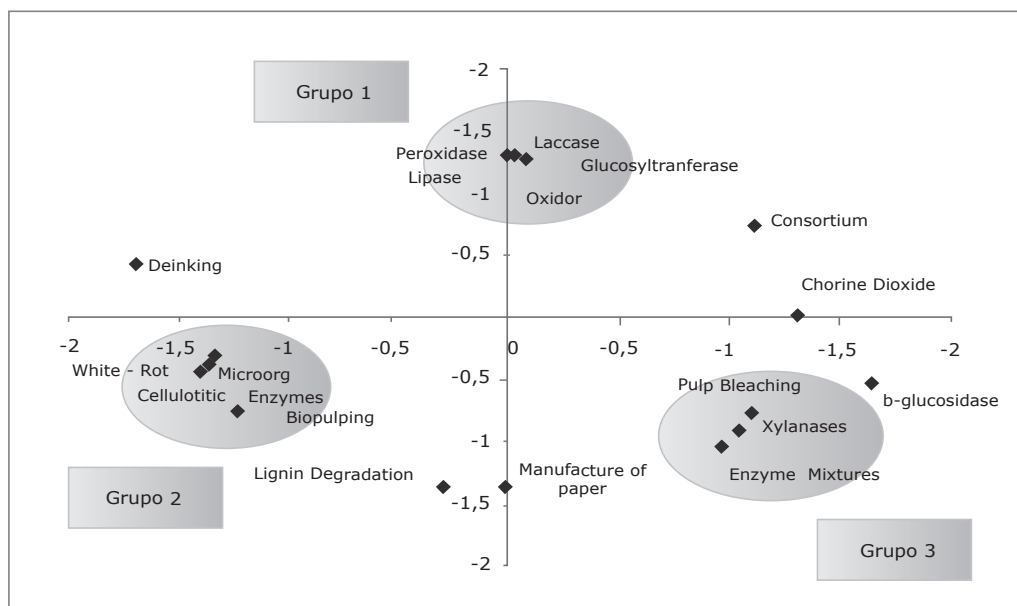 -2
Grupo 1
-1,5
Laccase
Peroxidase
Glucosyltranferase
Lipase
-1
Oxidor
Consortium
-0,5
Deinking
Chorine Dioxide
-2
-1,5
-1
-0,5
0
-0,5
-1
-1,5
-2
White - Rot
Microorg
-0,5
Pulp Bleaching
Cellulotitic
Enzymes
b-glucosidase
Biopulping
-1
Xylanases
Lignin Degradation
Manufacture of
paper
Enzyme Mixtures
Grupo 2
-1,5
Grupo 3
-2